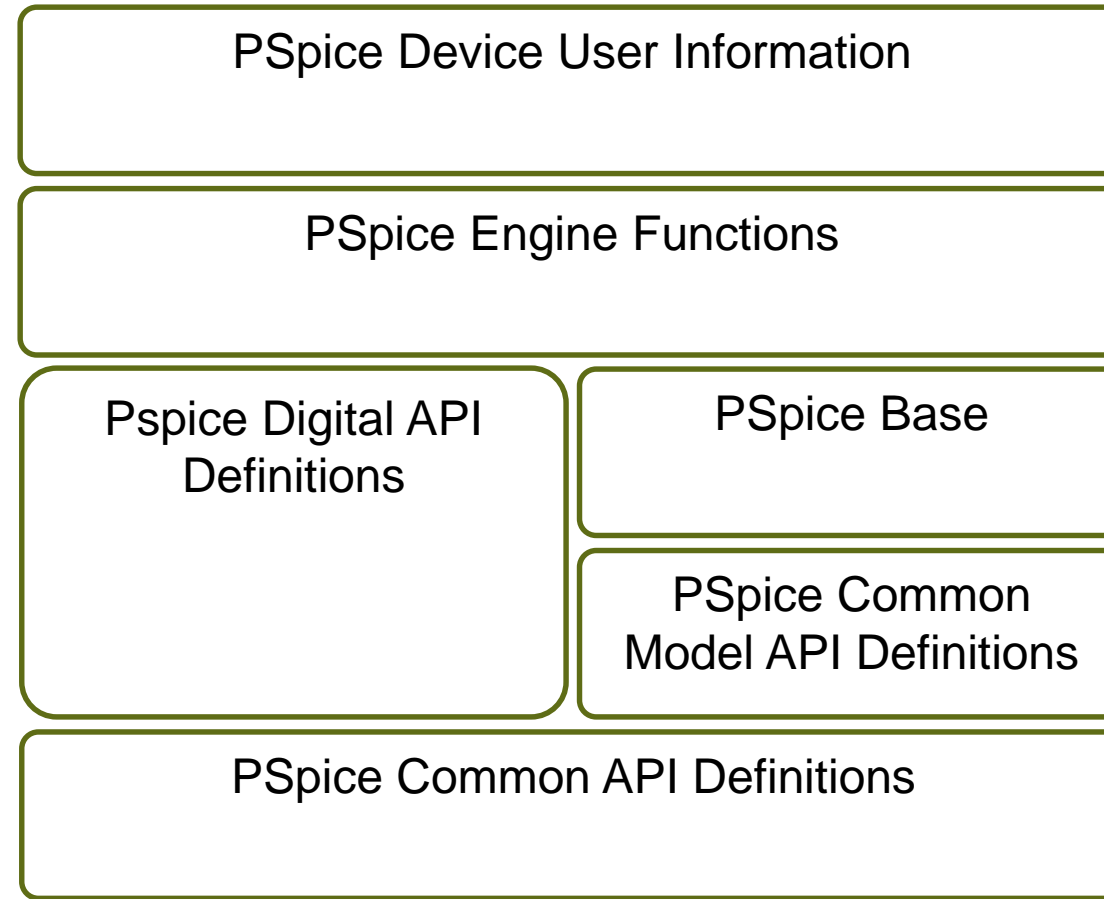 PSpice Device User Information
PSpice Engine Functions
Pspice Digital API
Definitions
PSpice Base
PSpice Common
Model API Definitions
PSpice Common API Definitions